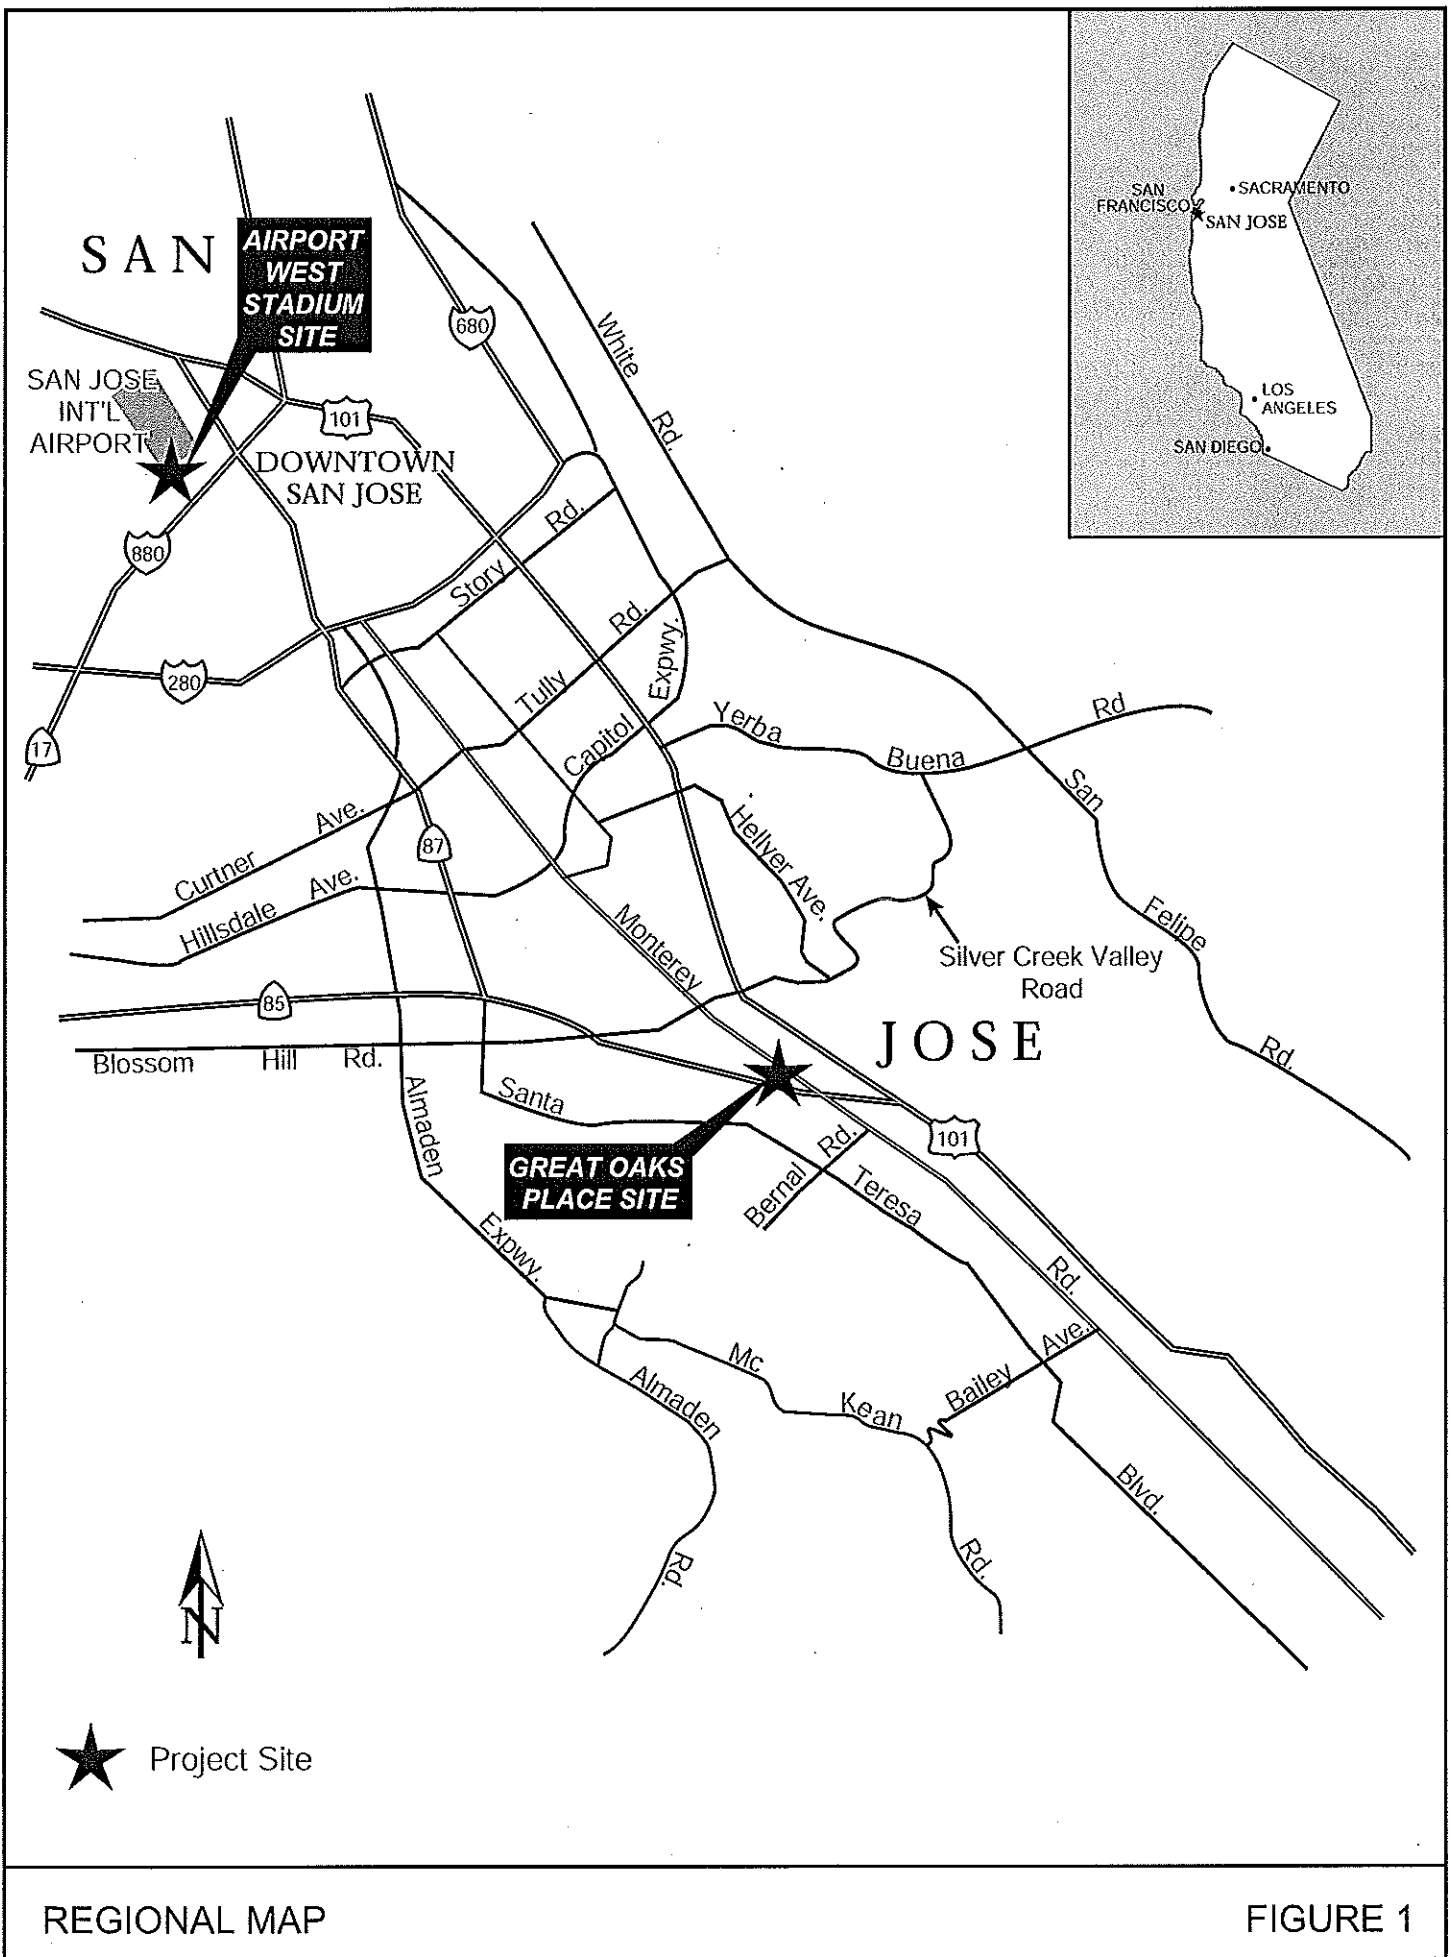 SAN
FRANCISCO
SACRAMENTO
SAN JOSE
LOS
ANGELES
SAN DIEGO
SAN
AIRPORT
WEST
STADIUM
SITE
680
White
Rd.
SAN JOSE
INT'L
AIRPORT
101
DOWNTOWN
SAN JOSE
880
Story
Rd.
280
17
Tully
Rd.
Capitol
Expwy.
Yerba
Buena
Rd
San
Felipe
Rd.
Curtner
Ave.
87
Hellyer Ave.
Hillsdale
Ave.
Monterey
Silver Creek Valley
Road
85
JOSE
Blossom
Hill
Rd.
Almaden
Santa
101
GREAT OAKS
PLACE SITE
Bernal
Rd.
Teresa
Expwy.
Rd.
Mc
Kean
Bailey
Ave.
Almaden
Blvd.
Rd.
Rd.
N
Project Site
REGIONAL MAP
FIGURE 1